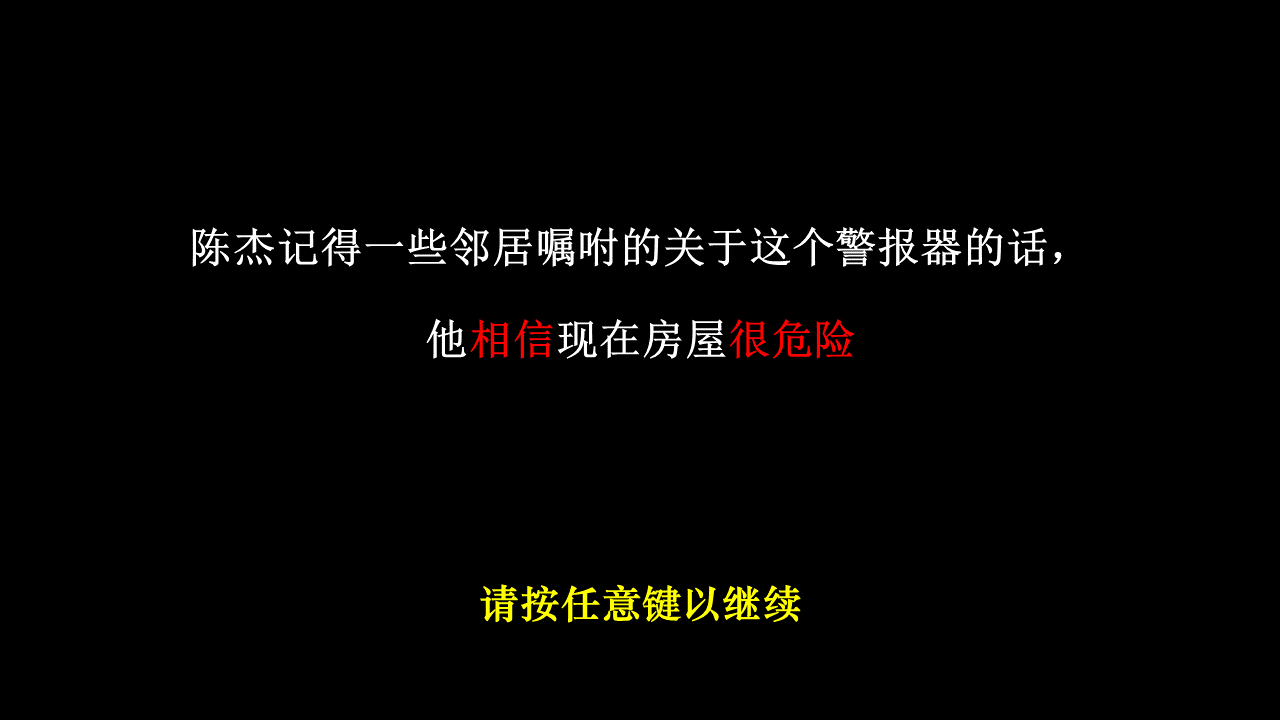 陈杰记得一些邻居嘱咐的关于这个警报器的话，
他相信现在房屋很危险
请按任意键以继续